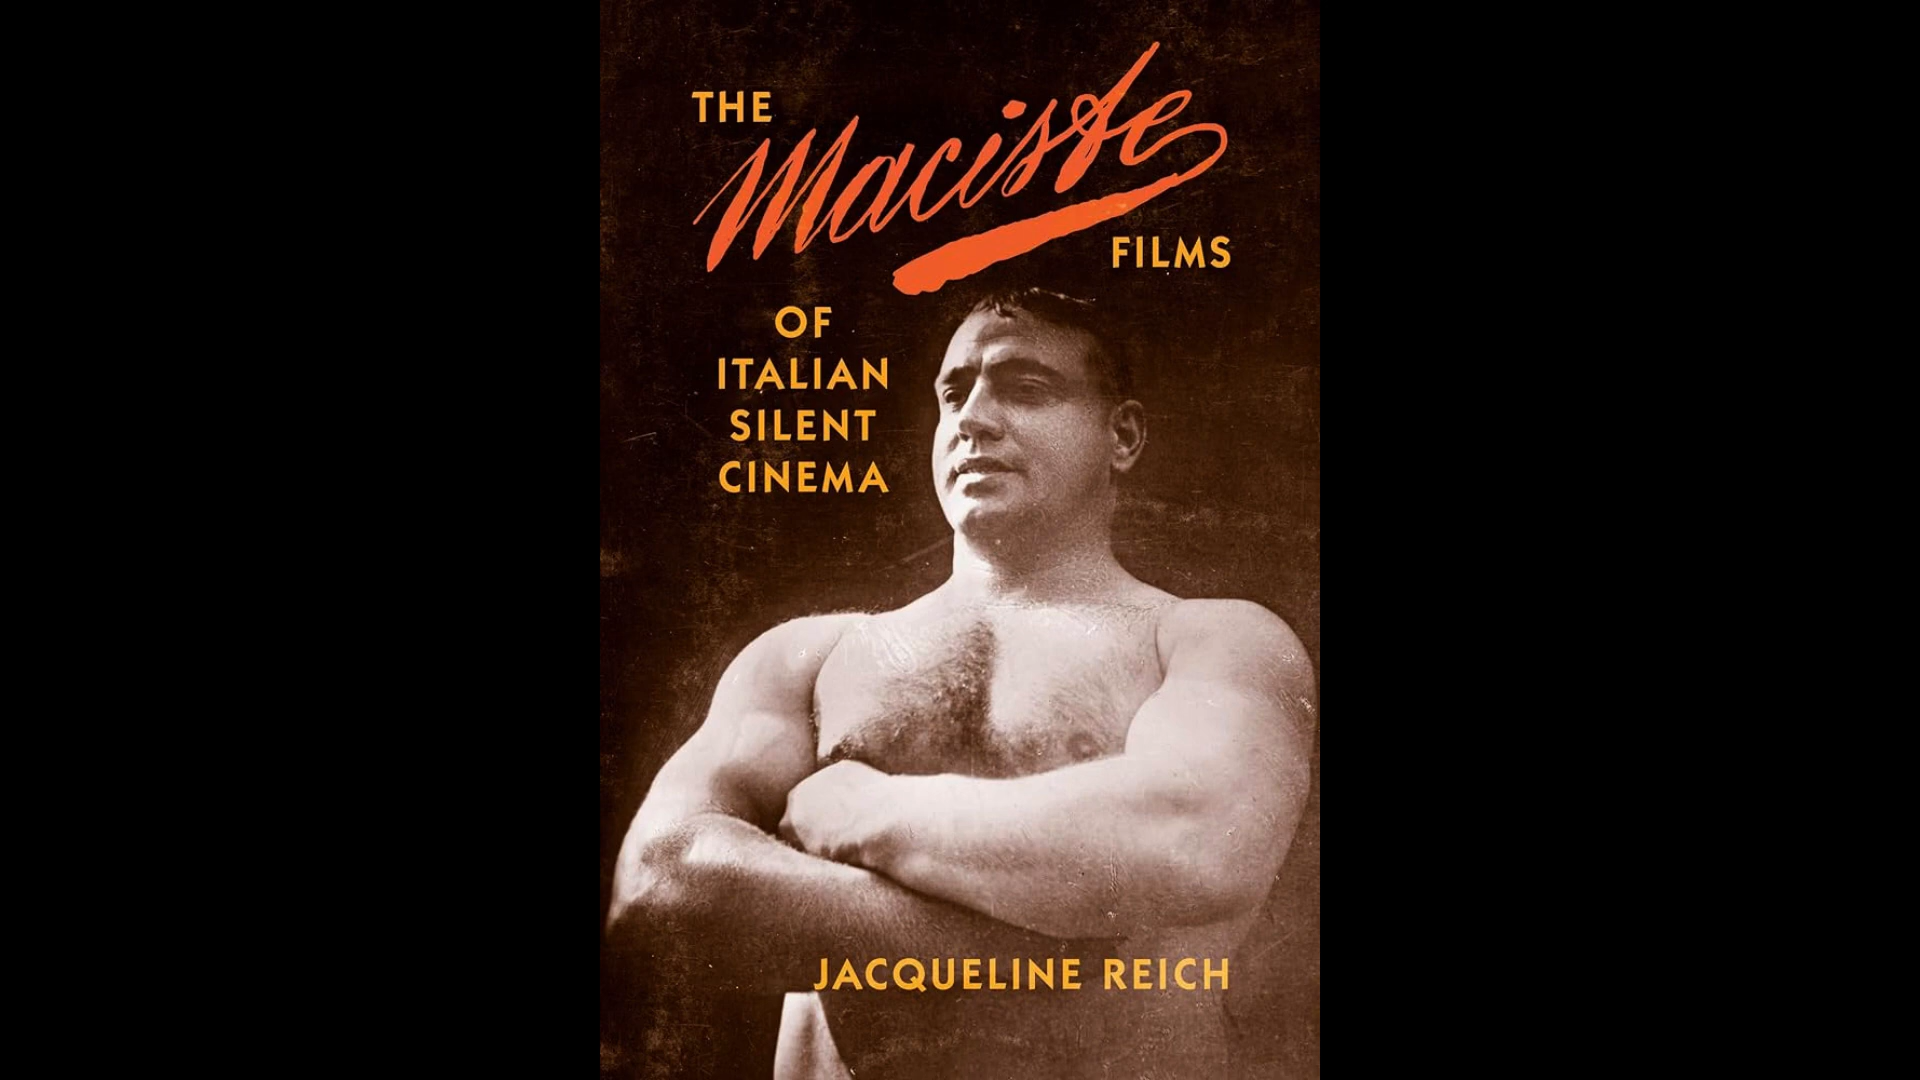 THE
Maciste
FILMS
OF
ITALIAN
SILENT
CINEMA
JACQUELINE REICH